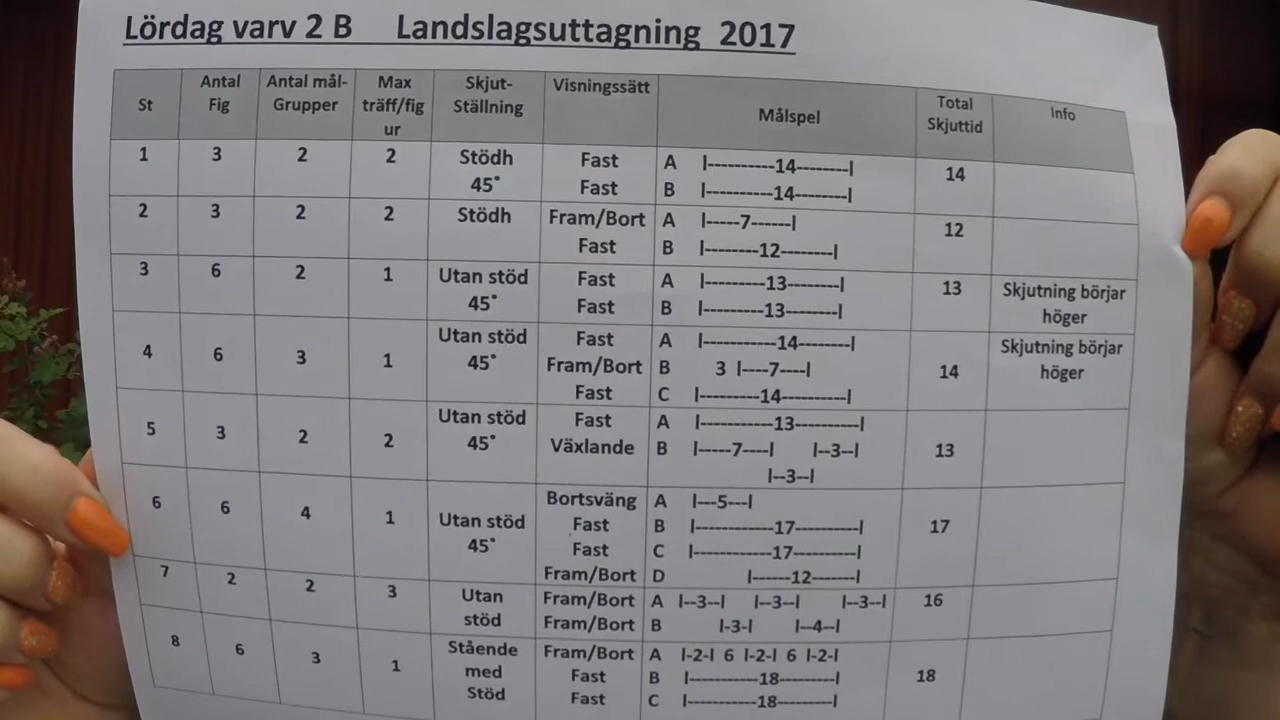 Lördag varv 2 B Landslagsuttagning 2017
St Antal Fig Antal mål-Grupper Max träff/fig ur Skjut-Ställning Visningssätt Målspel Total Skjuttid Info
1 3 2 2 Stödh 45° Fast A |----------14--------| 14
Fast B |----------14--------|
2 3 2 2 Stödh Fram/Bort A |-----7------| 12
Fast B |--------12--------|
3 6 2 1 Utan stöd 45° Fast A |---------13--------| 13 Skjutning börjar höger
Fast B |---------13--------|
4 6 3 1 Utan stöd 45° Fast A |-----------14--------| 14 Skjutning börjar höger
Fram/Bort B 3 |----7----|
Fast C |---------14----------|
5 3 2 2 Utan stöd 45° Fast A |-----------13----------| 13
Växlande B |-----7----| |--3--|
|--3--|
6 6 4 1 Utan stöd 45° Bortsväng A |---5---| 17
Fast B |------------17---------|
Fast C |------------17---------|
Fram/Bort D |------12-------|
7 2 2 3 Utan stöd Fram/Bort A |--3--| |--3--| |--3--| 16
Fram/Bort B |-3-| |--4--|
8 6 3 1 Stående med Stöd Fram/Bort A |-2-| 6 |-2-| 6 |-2-| 18
Fast B |-----------18---------|
Fast C |-----------18---------|